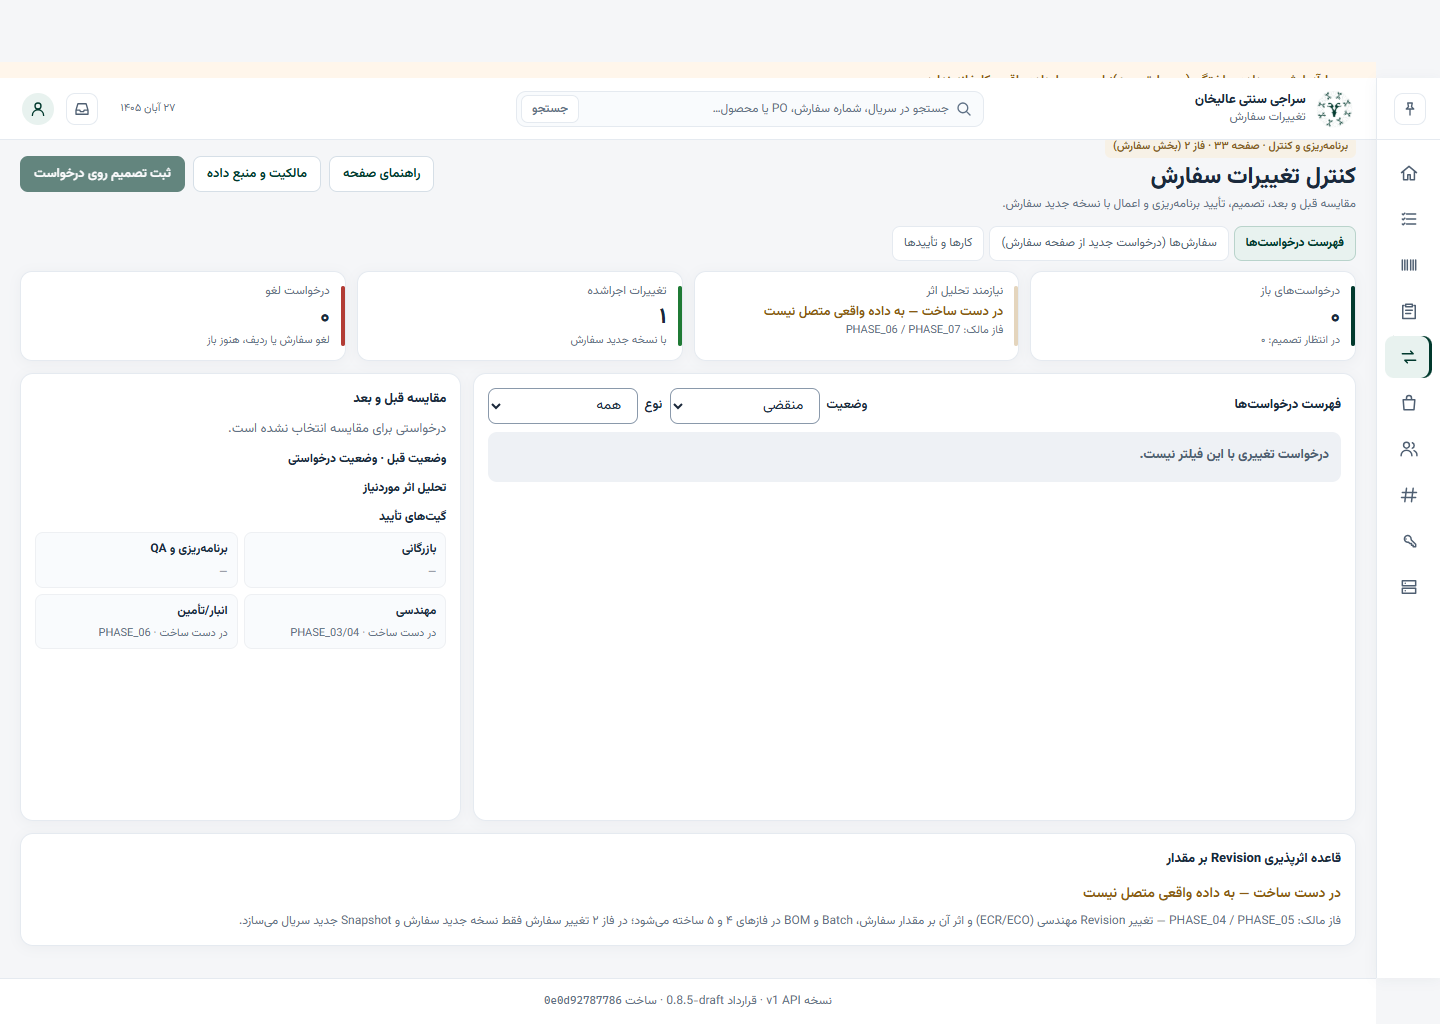 سراجی سنتی عالیخان
تغییرات سفارش
جستجو در سریال، شماره سفارش، PO یا محصول...
جستجو
۲۷ آبان ۱۴۰۵
برنامه‌ریزی و کنترل · صفحه ۳۳ · فاز ۲ (بخش سفارش)
کنترل تغییرات سفارش
مقایسه قبل و بعد، تصمیم، تأیید برنامه‌ریزی و اعمال با نسخه جدید سفارش.
راهنمای صفحه
مالکیت و منبع داده
ثبت تصمیم روی درخواست
فهرست درخواست‌ها
سفارش‌ها (درخواست جدید از صفحه سفارش)
کارها و تأییدها
درخواست‌های باز
۰
در انتظار تصمیم: ۰
نیازمند تحلیل اثر
در دست ساخت — به داده واقعی متصل نیست
فاز مالک: PHASE_06 / PHASE_07
تغییرات اجراشده
۱
با نسخه جدید سفارش
درخواست لغو
۰
لغو سفارش یا ردیف، هنوز باز
فهرست درخواست‌ها
وضعیت
منقضی
نوع
همه
درخواست تغییری با این فیلتر نیست.
مقایسه قبل و بعد
درخواستی برای مقایسه انتخاب نشده است.
وضعیت قبل · وضعیت درخواستی
تحلیل اثر موردنیاز
گیت‌های تأیید
بازرگانی
—
برنامه‌ریزی و QA
—
مهندسی
در دست ساخت · PHASE_03/04
انبار/تأمین
در دست ساخت · PHASE_06
قاعده اثرپذیری Revision بر مقدار
در دست ساخت — به داده واقعی متصل نیست
فاز مالک: PHASE_04 / PHASE_05 — تغییر Revision مهندسی (ECR/ECO) و اثر آن بر مقدار سفارش، Batch و BOM در فازهای ۴ و ۵ ساخته می‌شود؛ در فاز ۲ تغییر سفارش فقط نسخه جدید سفارش و Snapshot جدید سریال می‌سازد.
نسخه v1 API · قرارداد 0.8.5-draft · ساخت 0e0d92787786